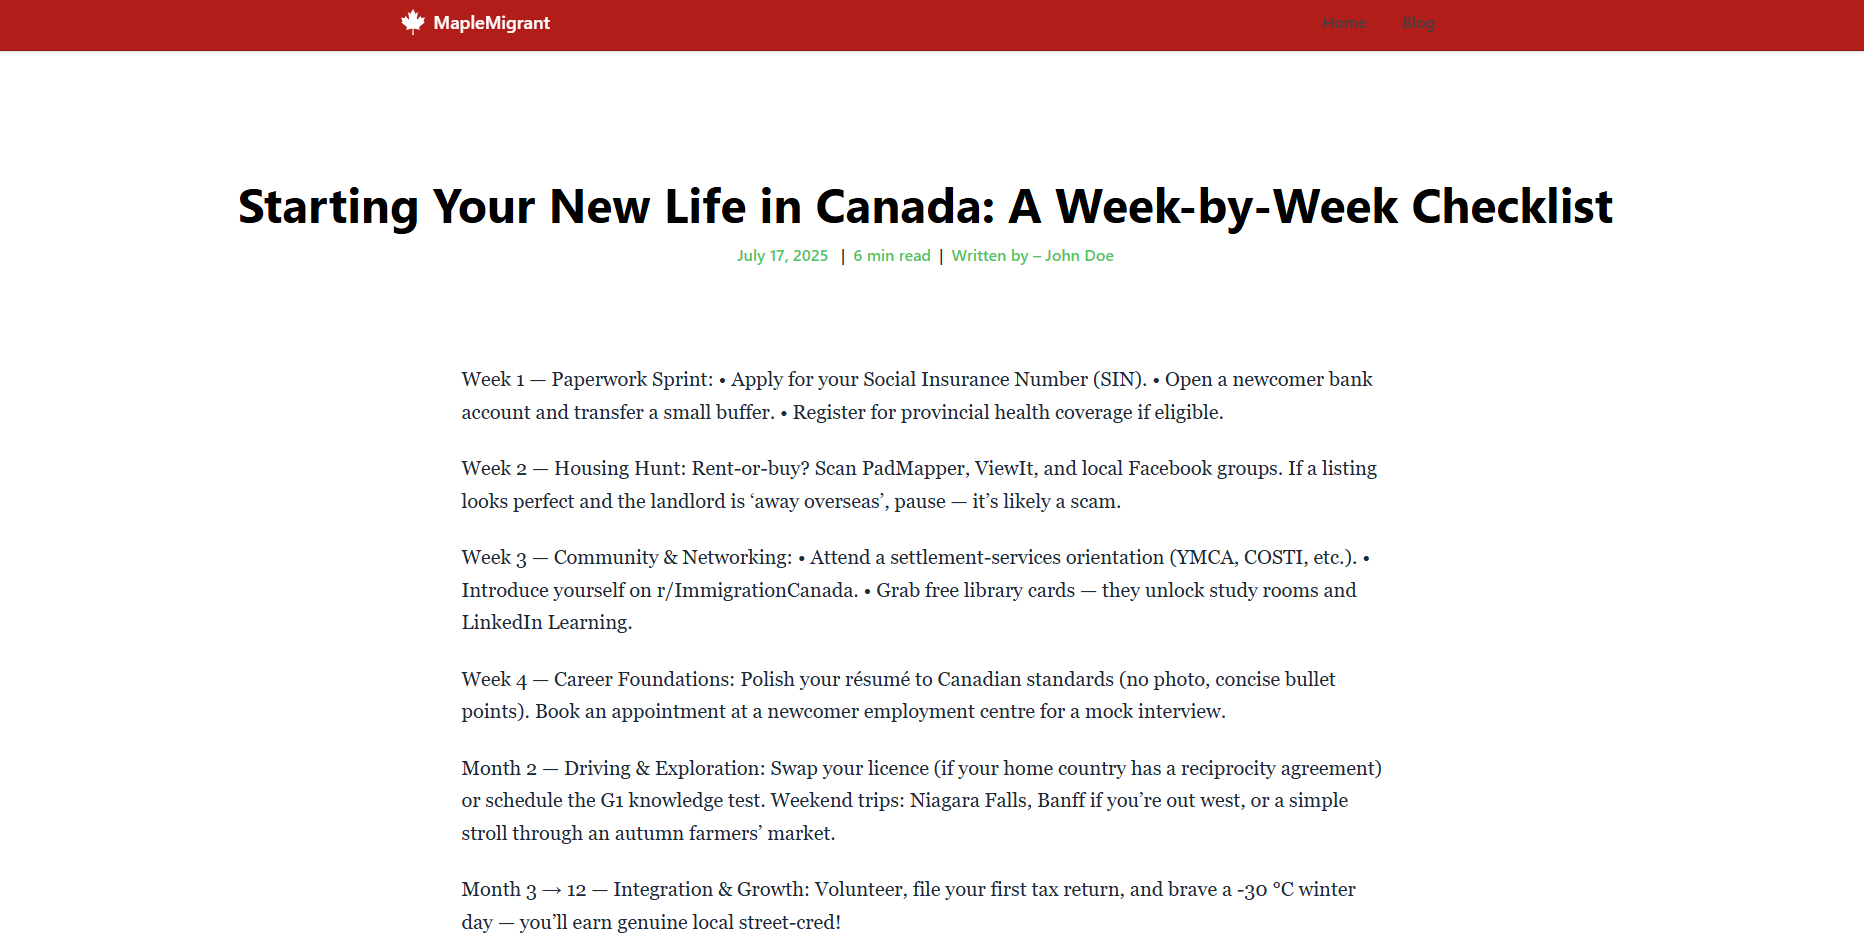 MapleMigrant
Home
Blog
Starting Your New Life in Canada: A Week-by-Week Checklist
July 17, 2025 | 6 min read | Written by – John Doe
Week 1 — Paperwork Sprint: • Apply for your Social Insurance Number (SIN). • Open a newcomer bank
account and transfer a small buffer. • Register for provincial health coverage if eligible.
Week 2 — Housing Hunt: Rent-or-buy? Scan PadMapper, ViewIt, and local Facebook groups. If a listing
looks perfect and the landlord is ‘away overseas’, pause — it’s likely a scam.
Week 3 — Community & Networking: • Attend a settlement-services orientation (YMCA, COSTI, etc.). •
Introduce yourself on r/ImmigrationCanada. • Grab free library cards — they unlock study rooms and
LinkedIn Learning.
Week 4 — Career Foundations: Polish your résumé to Canadian standards (no photo, concise bullet
points). Book an appointment at a newcomer employment centre for a mock interview.
Month 2 — Driving & Exploration: Swap your licence (if your home country has a reciprocity agreement)
or schedule the G1 knowledge test. Weekend trips: Niagara Falls, Banff if you’re out west, or a simple
stroll through an autumn farmers’ market.
Month 3 → 12 — Integration & Growth: Volunteer, file your first tax return, and brave a -30 °C winter
day — you’ll earn genuine local street-cred!